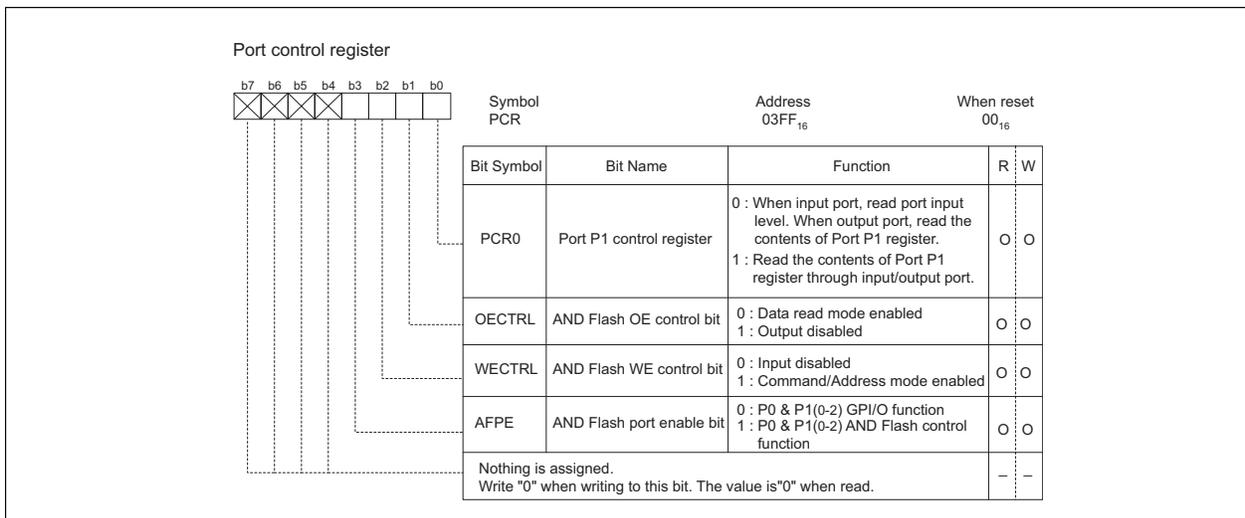 Port control register
b7 b6 b5 b4 b3 b2 b1 b0
Symbol Address When reset
PCR 03FF16 0016
Bit Symbol Bit Name Function R W
PCR0 Port P1 control register 0 : When input port, read port input
level. When output port, read the
contents of Port P1 register.
1 : Read the contents of Port P1
register through input/output port.
O O
OECTRL AND Flash OE control bit 0 : Data read mode enabled
1 : Output disabled
O O
WECTRL AND Flash WE control bit 0 : Input disabled
1 : Command/Address mode enabled
O O
AFPE AND Flash port enable bit 0 : P0 & P1(0-2) GPI/O function
1 : P0 & P1(0-2) AND Flash control
function
O O
Nothing is assigned.
Write "0" when writing to this bit. The value is"0" when read.
– –